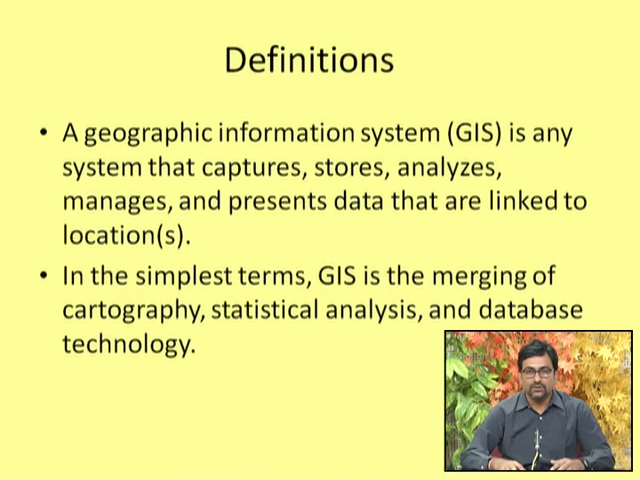 Definitions
• A geographic information system (GIS) is any
system that captures, stores, analyzes,
manages, and presents data that are linked to
location(s).
• In the simplest terms, GIS is the merging of
cartography, statistical analysis, and database
technology.